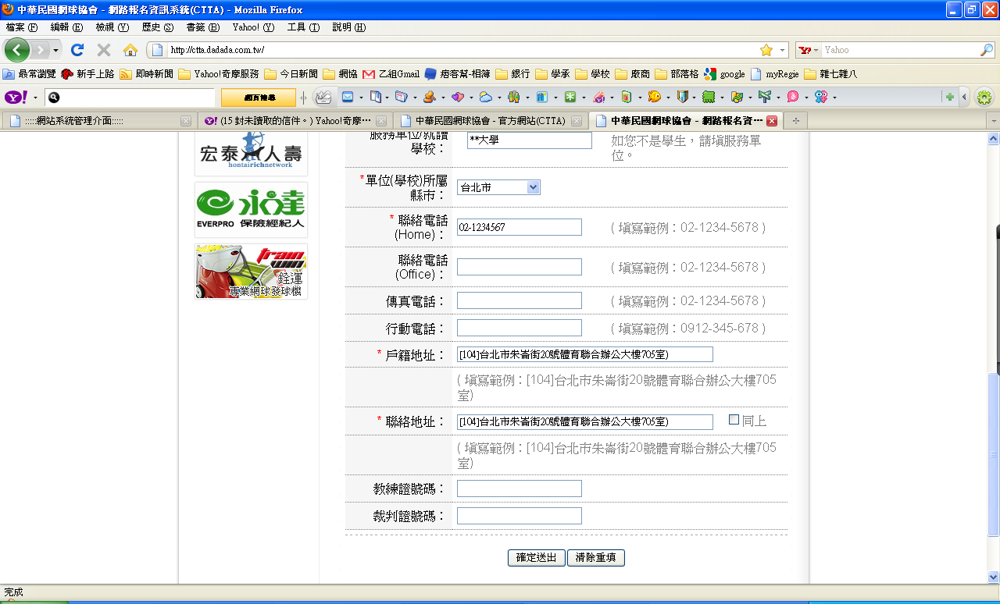 中華民國網球協會 - 網路報名資訊系統(CTTA) - Mozilla Firefox
檔案 (F) 編輯 (E) 檢視 (V) 歷史 (S) 書籤 (B) Yahoo! (Y) 工具 (T) 說明 (H)
http://ctta.dadada.com.tw/
Yahoo
最常瀏覽 新手上路 即時新聞 Yahoo!奇摩服務 今日新聞 網協 乙組Gmail 痞客幫-相簿 銀行 學承 學校 廠商 部落格 google myRegie 雜七雜八
Y! 網頁搜尋
:::::網站系統管理介面::::: (15 封未讀取的信件。) Yahoo!奇摩… 中華民國網球協會 - 官方網站(CTTA) 中華民國網球協會 - 網路報名資…
宏泰人壽
hontairichnetwork
永達
EVERPRO 保險經紀人
train win
銓運
專業網球發球機
服務單位/就讀學校： **大學 如您不是學生，請填服務單
位。
*單位(學校)所屬
縣市： 台北市
* 聯絡電話
(Home)： 02-1234567 ( 填寫範例：02-1234-5678 )
聯絡電話
(Office)： ( 填寫範例：02-1234-5678 )
傳真電話： ( 填寫範例：02-1234-5678 )
行動電話： ( 填寫範例：0912-345-678 )
* 戶籍地址： [104]台北市朱崙街20號體育聯合辦公大樓705室)
( 填寫範例：[104]台北市朱崙街20號體育聯合辦公大樓705
室)
* 聯絡地址： [104]台北市朱崙街20號體育聯合辦公大樓705室) 同上
( 填寫範例：[104]台北市朱崙街20號體育聯合辦公大樓705
室)
教練證號碼：
裁判證號碼：
確定送出 清除重填
完成